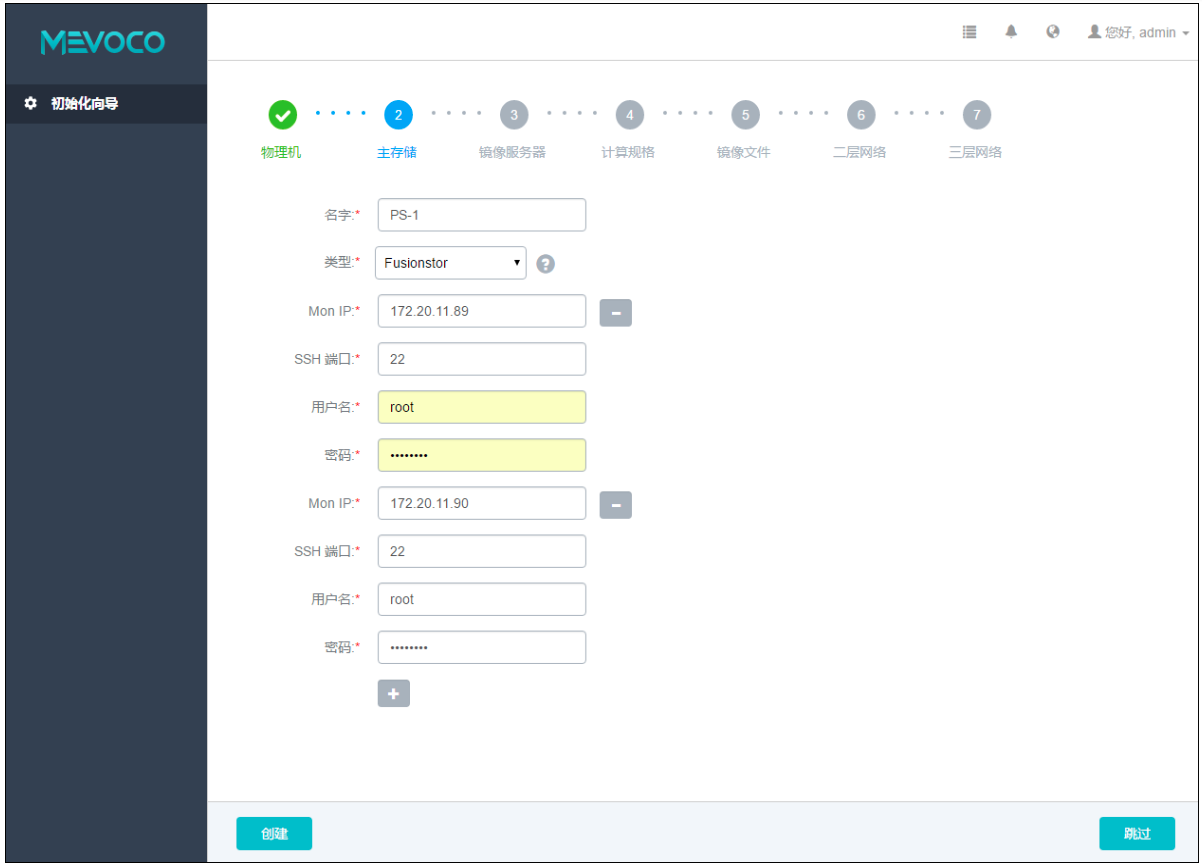 MEVOCO
您好, admin
初始化向导
2 3 4 5 6 7
物理机 主存储 镜像服务器 计算规格 镜像文件 二层网络 三层网络
名字:* PS-1
类型:* Fusionstor ?
Mon IP:* 172.20.11.89
SSH 端口:* 22
用户名:* root
密码:* ••••••••
Mon IP:* 172.20.11.90
SSH 端口:* 22
用户名:* root
密码:* ••••••••
创建 跳过